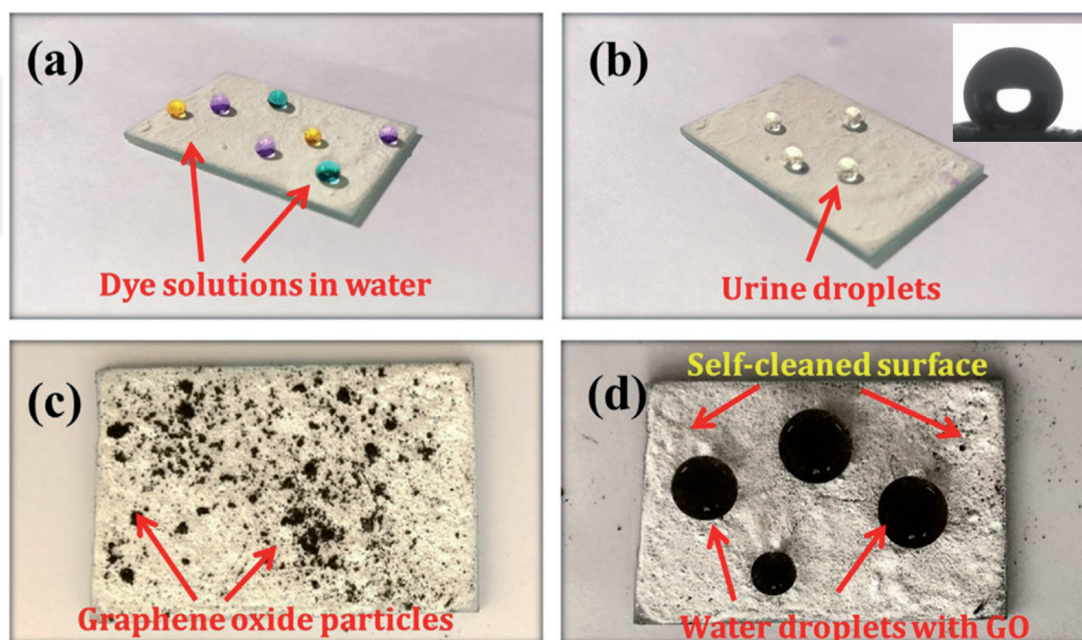 (a)
Dye solutions in water
(b)
Urine droplets
(c)
Graphene oxide particles
(d)
Self-cleaned surface
Water droplets with GO